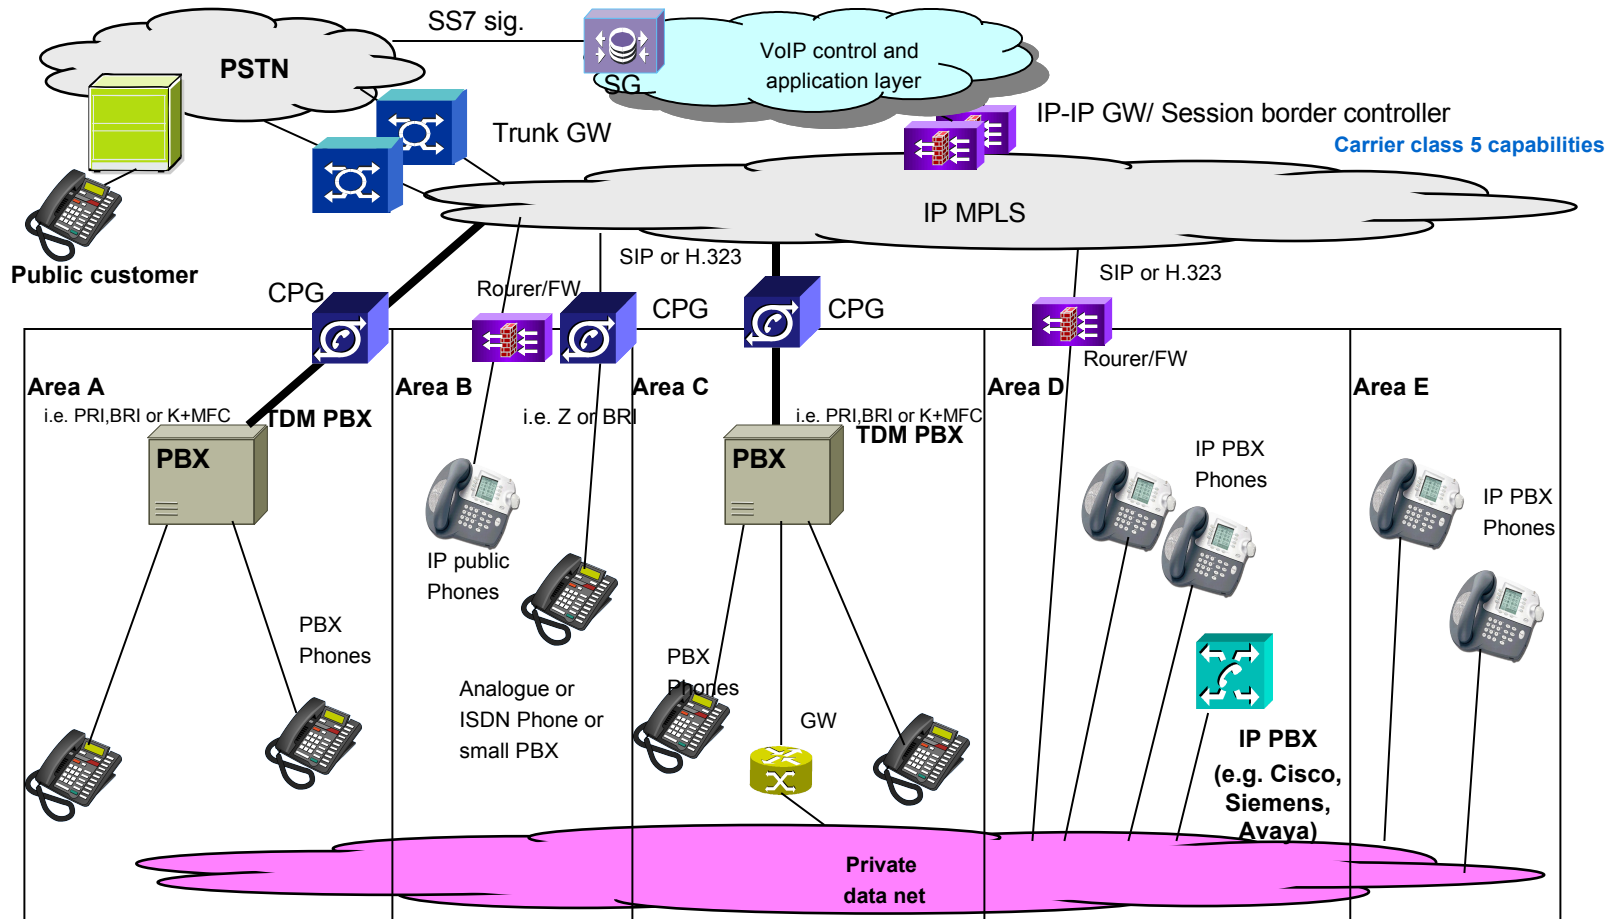 SS7 sig.
PSTN
SG
VoIP control and
application layer
Trunk GW
IP-IP GW/ Session border controller
Carrier class 5 capabilities
IP MPLS
Public customer
SIP or H.323
SIP or H.323
CPG
Rourer/FW
CPG
CPG
Rourer/FW
Area A
Area B
Area C
Area D
Area E
i.e. PRI,BRI or K+MFC
TDM PBX
i.e. Z or BRI
i.e. PRI,BRI or K+MFC
TDM PBX
PBX
PBX
IP PBX
Phones
IP PBX
Phones
IP public
Phones
PBX
Phones
PBX
Phones
Analogue or
ISDN Phone or
small PBX
GW
IP PBX
(e.g. Cisco,
Siemens,
Avaya)
Private
data net